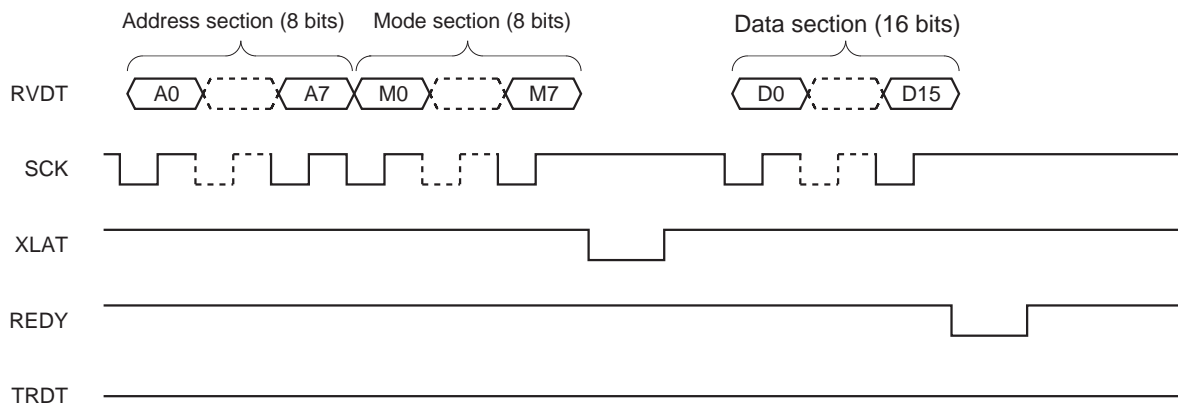 Address section (8 bits) Mode section (8 bits) Data section (16 bits)
RVDT A0 A7 M0 M7 D0 D15
SCK
XLAT
REDY
TRDT